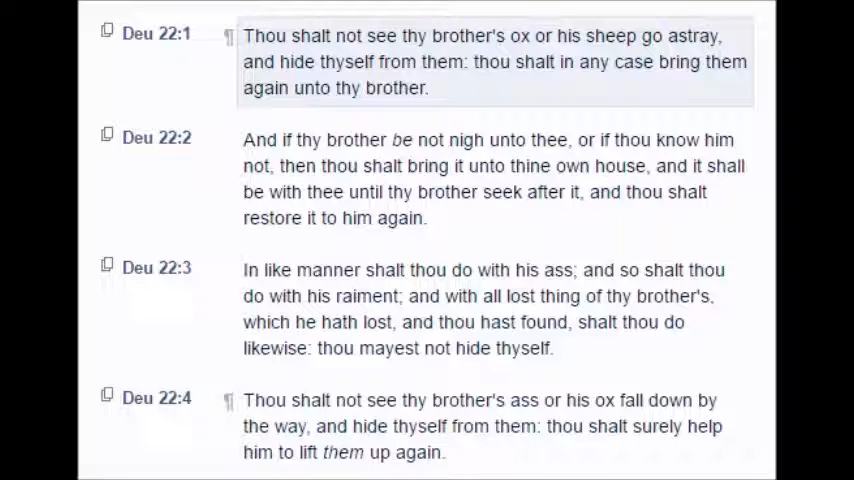 Deu 22:1 ¶ Thou shalt not see thy brother's ox or his sheep go astray,
and hide thyself from them: thou shalt in any case bring them
again unto thy brother.
Deu 22:2 And if thy brother be not nigh unto thee, or if thou know him
not, then thou shalt bring it unto thine own house, and it shall
be with thee until thy brother seek after it, and thou shalt
restore it to him again.
Deu 22:3 In like manner shalt thou do with his ass; and so shalt thou
do with his raiment; and with all lost thing of thy brother's,
which he hath lost, and thou hast found, shalt thou do
likewise: thou mayest not hide thyself.
Deu 22:4 ¶ Thou shalt not see thy brother's ass or his ox fall down by
the way, and hide thyself from them: thou shalt surely help
him to lift them up again.